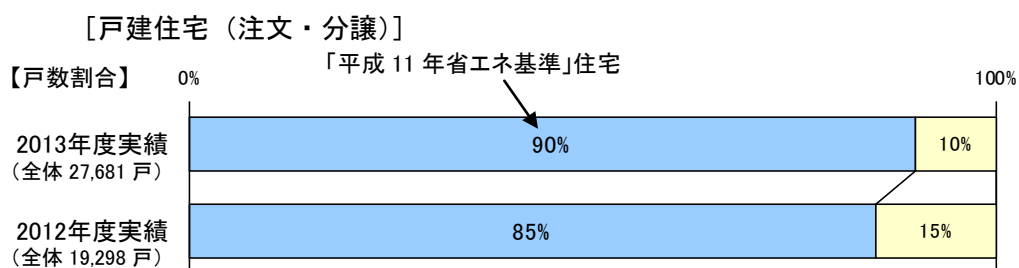 ［戸建住宅（注文・分譲）］
「平成 11 年省エネ基準」住宅
【戸数割合】 0% 100%
2013年度実績
（全体 27,681 戸）
90% 10%
2012年度実績
（全体 19,298 戸）
85% 15%